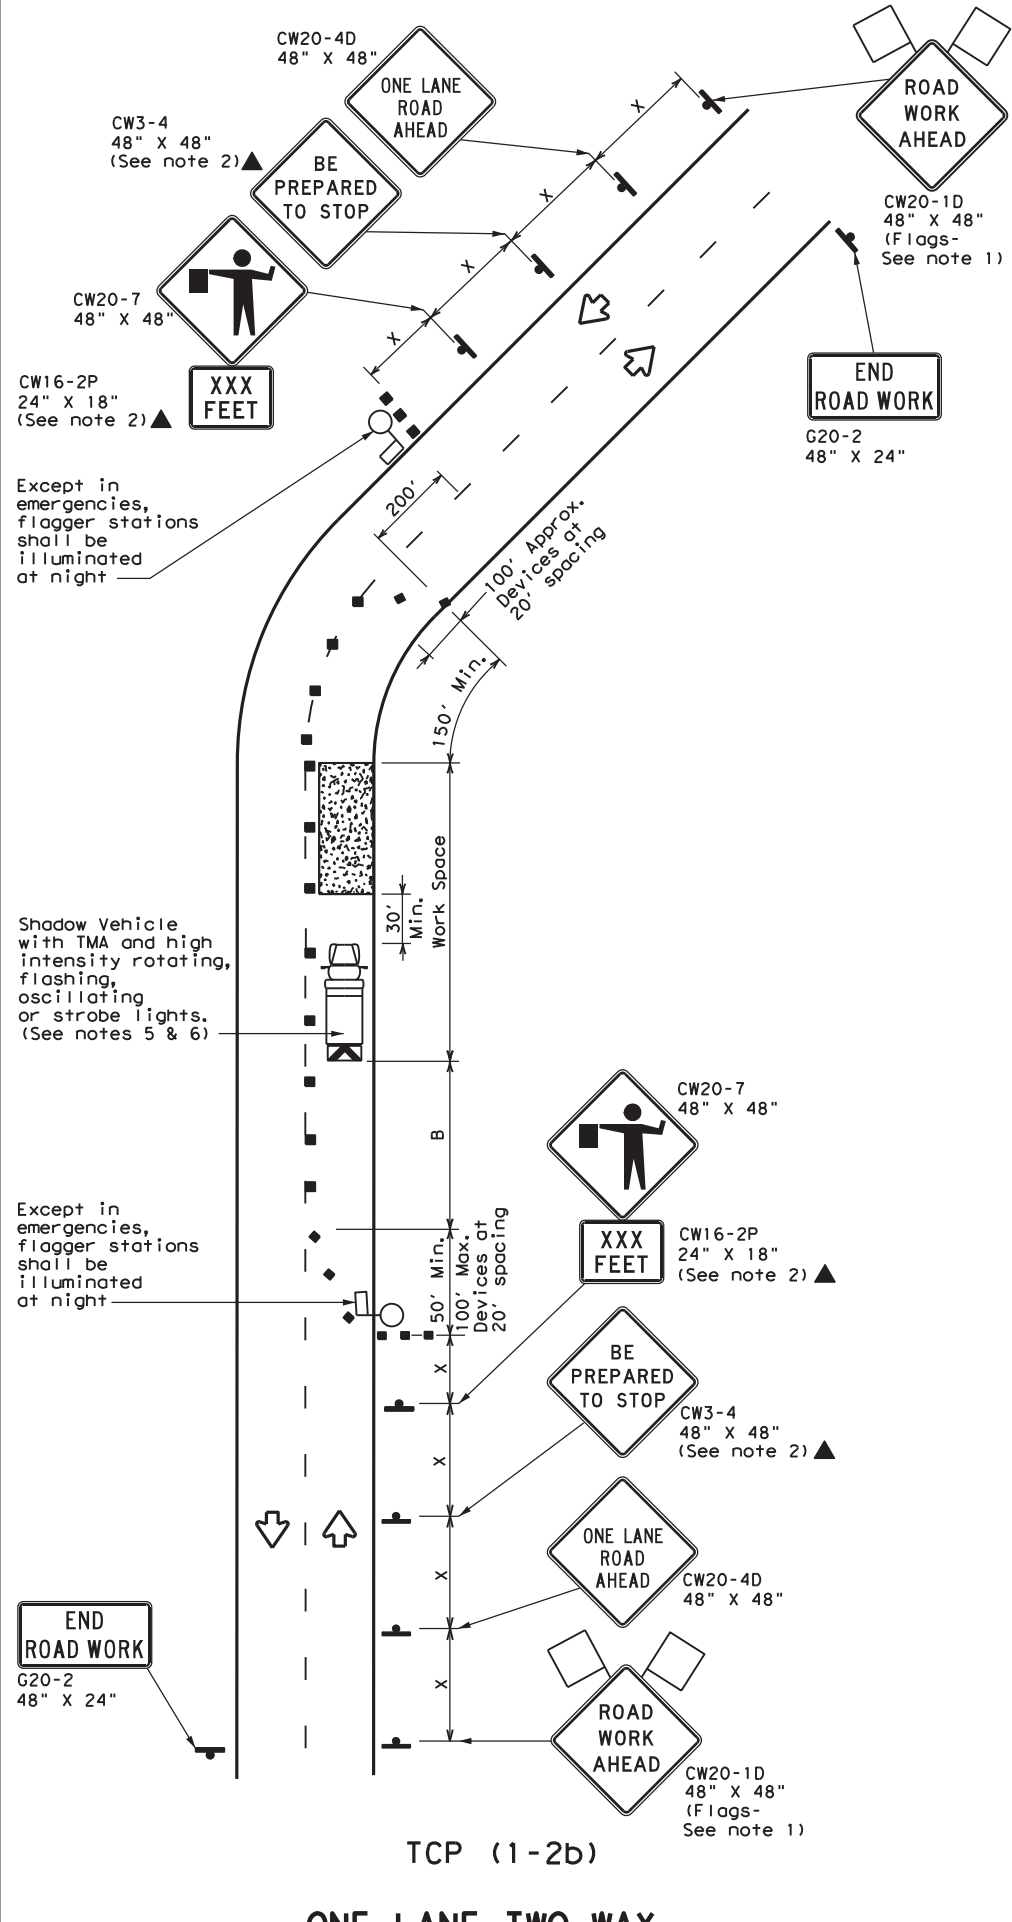 CW20-4D
48" X 48"
ONE LANE
ROAD
AHEAD
ROAD
WORK
AHEAD
CW20-1D
48" X 48"
(Flags-
See note 1)
CW3-4
48" X 48"
(See note 2)
BE
PREPARED
TO STOP
X
X
X
X
CW20-7
48" X 48"
CW16-2P
24" X 18"
(See note 2)
XXX
FEET
END
ROAD WORK
G20-2
48" X 24"
Except in
emergencies,
flagger stations
shall be
illuminated
at night
200'
100' Approx.
Devices at
20' spacing
150' Min.
Work Space
30'
Min.
Shadow Vehicle
with TMA and high
intensity rotating,
flashing,
oscillating
or strobe lights.
(See notes 5 & 6)
B
CW20-7
48" X 48"
XXX
FEET
CW16-2P
24" X 18"
(See note 2)
Except in
emergencies,
flagger stations
shall be
illuminated
at night
50' Min.
100' Max.
Devices at
20' spacing
X
X
X
X
BE
PREPARED
TO STOP
CW3-4
48" X 48"
(See note 2)
ONE LANE
ROAD
AHEAD
CW20-4D
48" X 48"
END
ROAD WORK
G20-2
48" X 24"
ROAD
WORK
AHEAD
CW20-1D
48" X 48"
(Flags-
See note 1)
TCP (1-2b)
ONE LANE TWO WAY